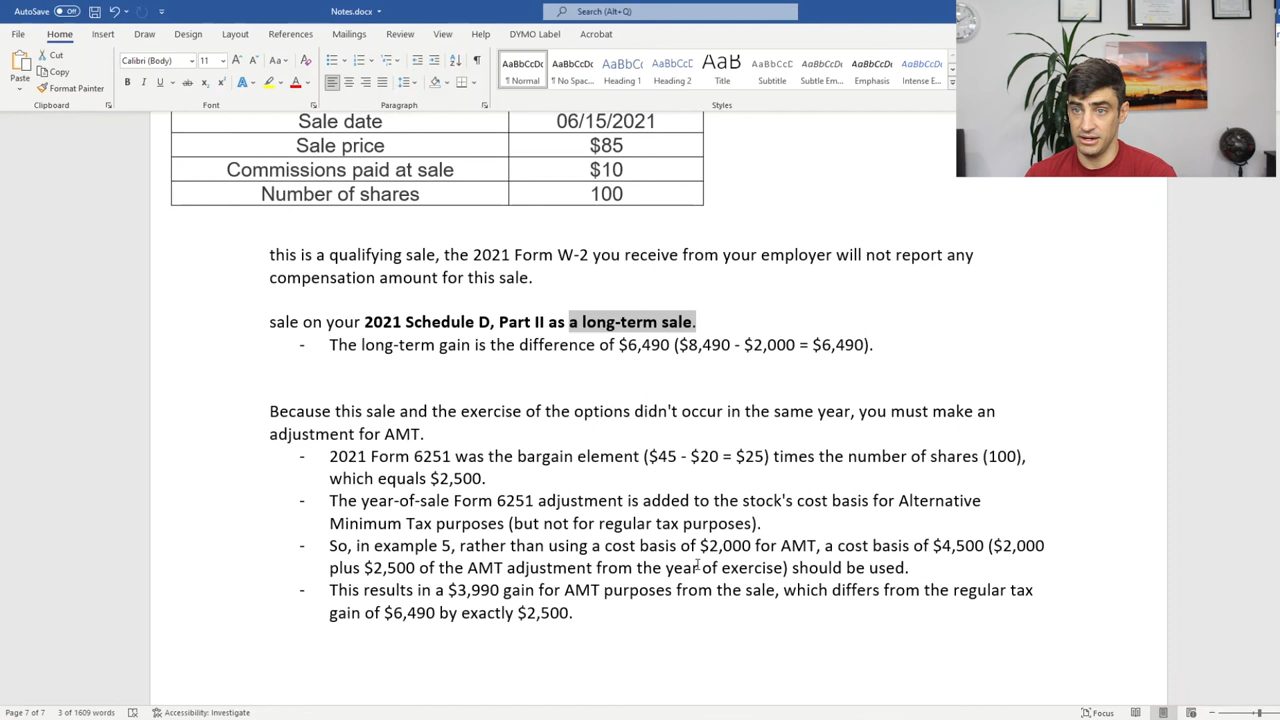 AutoSave Off Notes.docx Search (Alt+Q)
File Home Insert Draw Design Layout References Mailings Review View Help DYMO Label Acrobat
Paste Cut Copy Format Painter
Calibri (Body) 11
AaBbCcDc AaBbCcDc AaBbCc AaBbCcC AaB AaBbCcD AaBbCcDc AaBbCcDc AaBbCcDc
¶ Normal ¶ No Spac... Heading 1 Heading 2 Title Subtitle Subtle Em... Emphasis Intense E...
Clipboard Font Paragraph Styles
Sale date 06/15/2021
Sale price $85
Commissions paid at sale $10
Number of shares 100
this is a qualifying sale, the 2021 Form W-2 you receive from your employer will not report any
compensation amount for this sale.
sale on your 2021 Schedule D, Part II as a long-term sale.
- The long-term gain is the difference of $6,490 ($8,490 - $2,000 = $6,490).
Because this sale and the exercise of the options didn't occur in the same year, you must make an
adjustment for AMT.
- 2021 Form 6251 was the bargain element ($45 - $20 = $25) times the number of shares (100),
which equals $2,500.
- The year-of-sale Form 6251 adjustment is added to the stock's cost basis for Alternative
Minimum Tax purposes (but not for regular tax purposes).
- So, in example 5, rather than using a cost basis of $2,000 for AMT, a cost basis of $4,500 ($2,000
plus $2,500 of the AMT adjustment from the year of exercise) should be used.
- This results in a $3,990 gain for AMT purposes from the sale, which differs from the regular tax
gain of $6,490 by exactly $2,500.
Page 7 of 7 3 of 1609 words Accessibility: Investigate Focus